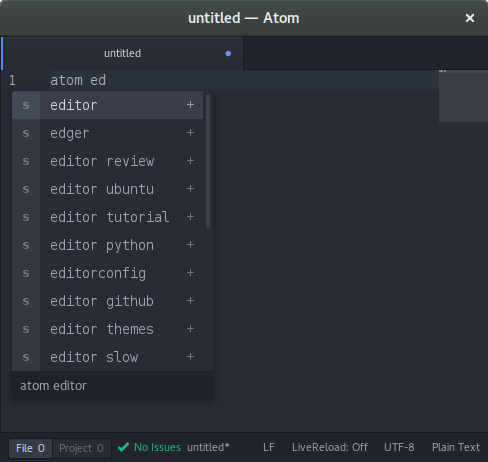 untitled — Atom
untitled
1 atom ed
s editor +
s edger +
s editor review +
s editor ubuntu +
s editor tutorial +
s editor python +
s editorconfig +
s editor github +
s editor themes +
s editor slow +
atom editor
File 0 Project 0 No Issues untitled* LF LiveReload: Off UTF-8 Plain Text